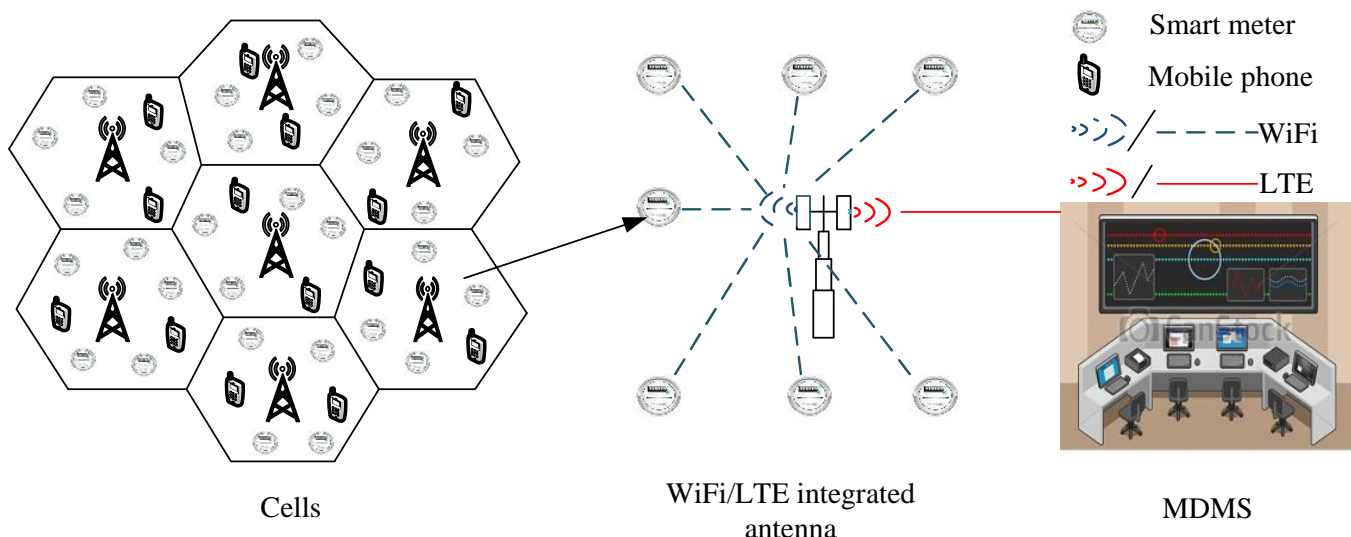 Smart meter
Mobile phone
WiFi
LTE
Cells
WiFi/LTE integrated
antenna
MDMS